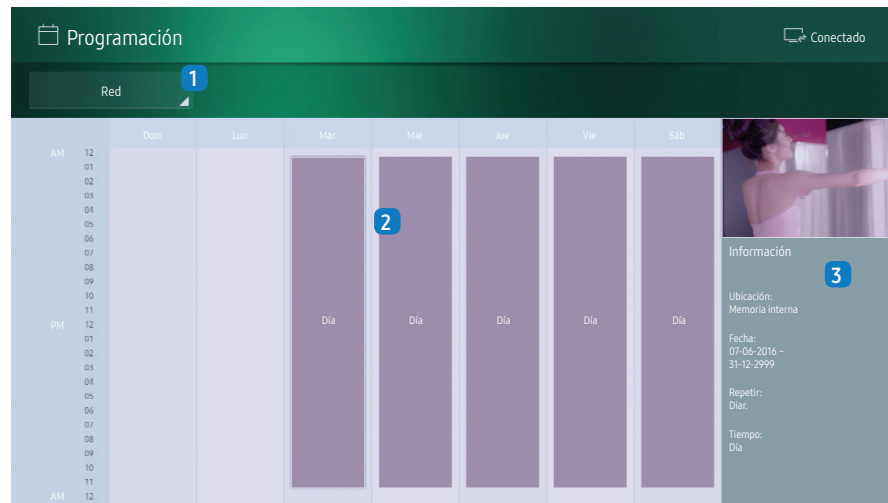 Programación
Conectado
Red
1
Dom Lun Mar Mie Jue Vie Sáb
AM 12
01
02
03
04
05
2
06
07
08
09
10
11
PM 12
01
02
03
04
05
06
07
08
09
10
11
AM 12
Día Día Día Día Día
Información
3
Ubicación:
Memoria interna
Fecha:
07-06-2016 ~
31-12-2999
Repetir:
Diar.
Tiempo:
Día